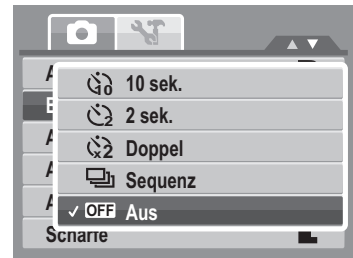 10 sek.
2 sek.
Doppel
Sequenz
OFF Aus
Schärfe